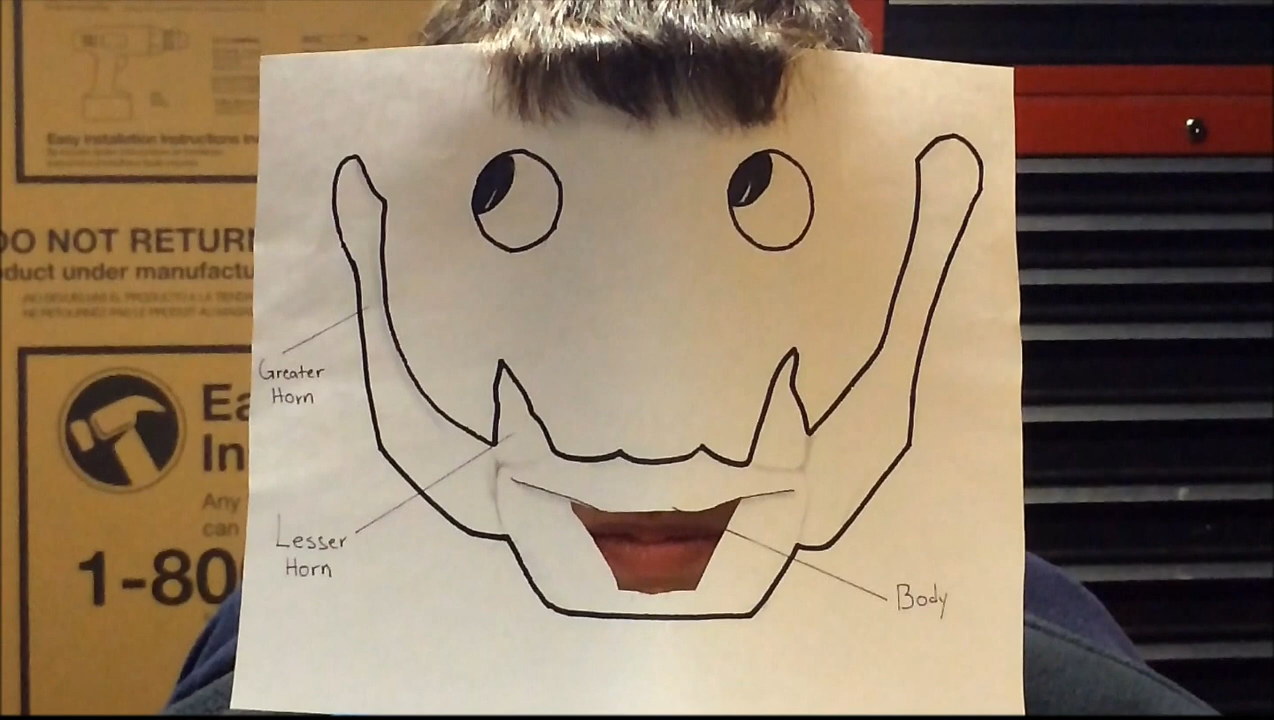 Easy installation Instructions in
DO NOT RETURN
oduct under manufactu
Ea
In
Any
can
1-80
Greater
Horn
Lesser
Horn
Body